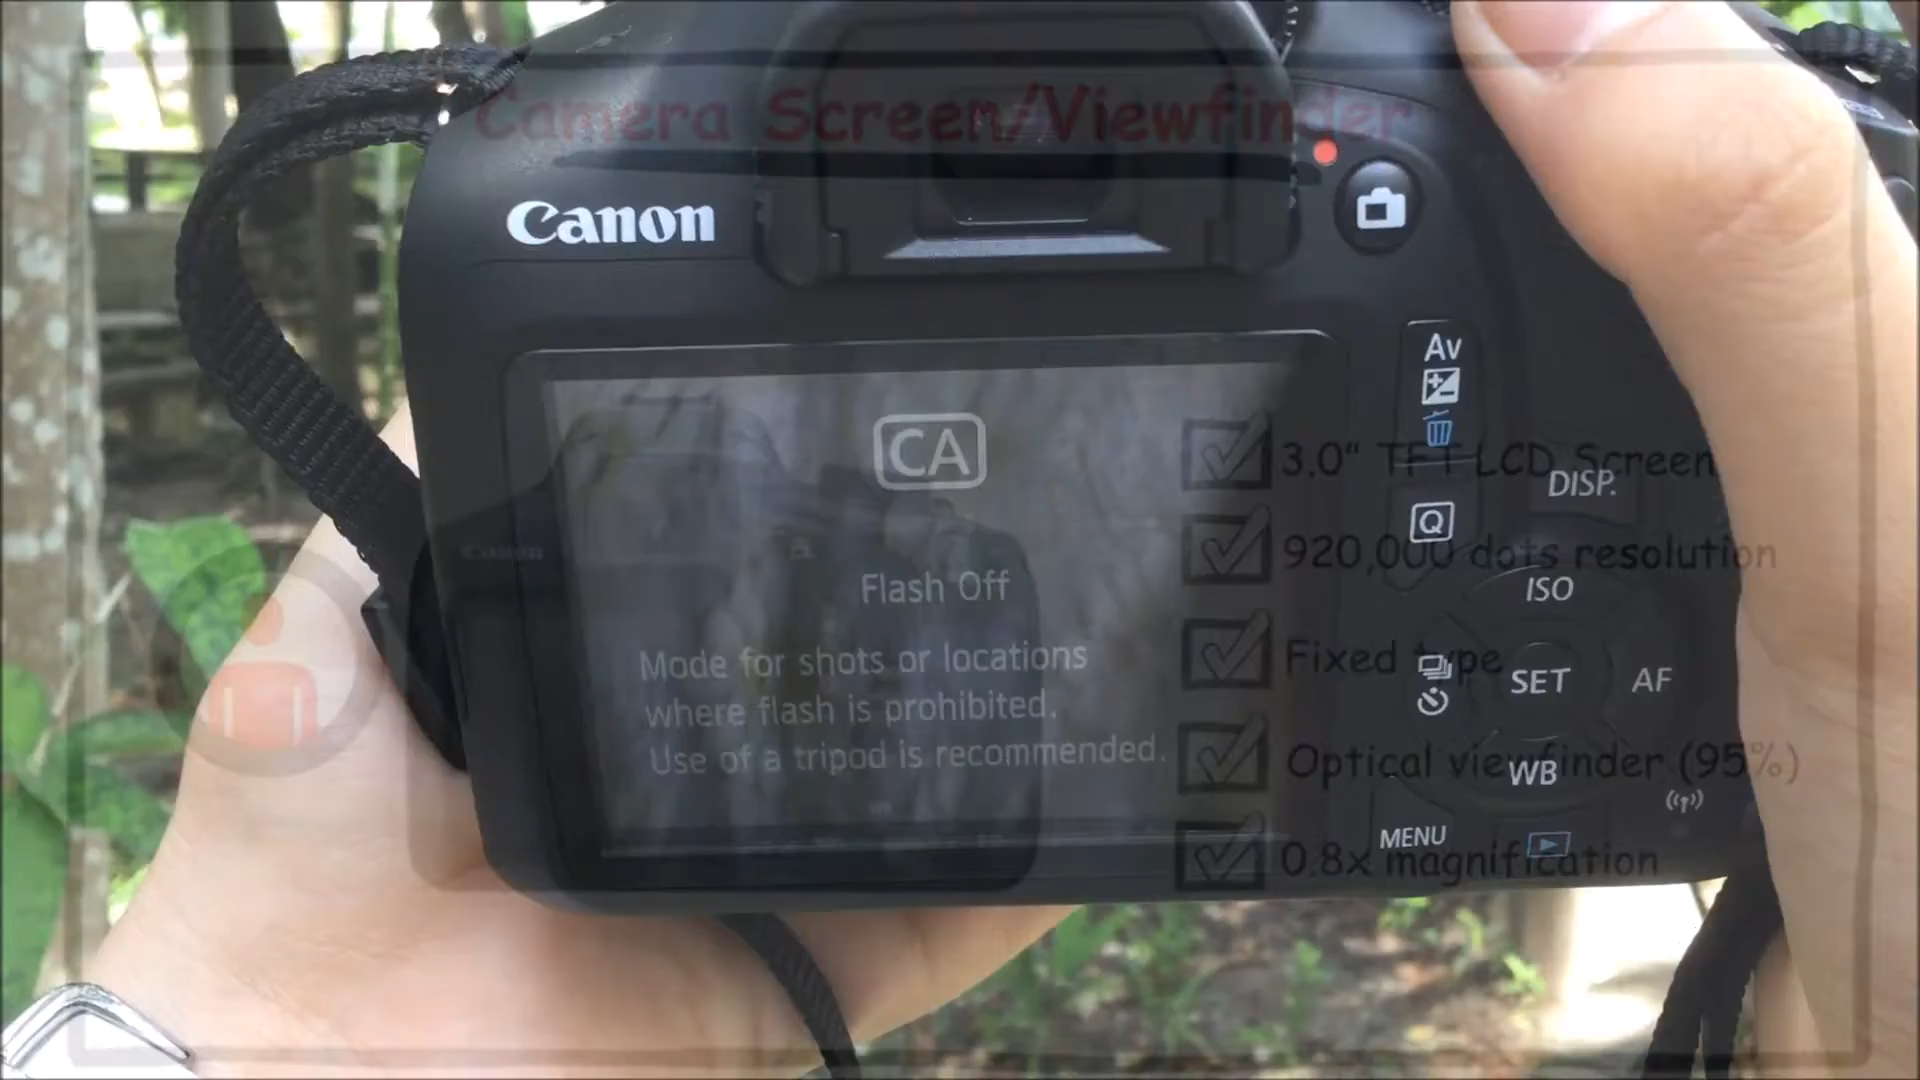 Camera Screen/Viewfinder
Canon
Av
CA
3.0" TFT LCD Screen
DISP.
Q
920,000 dots resolution
Canon
Flash Off
ISO
Mode for shots or locations
where flash is prohibited.
Use of a tripod is recommended.
Fixed type
SET
AF
Optical viewfinder (95%)
WB
MENU
0.8x magnification